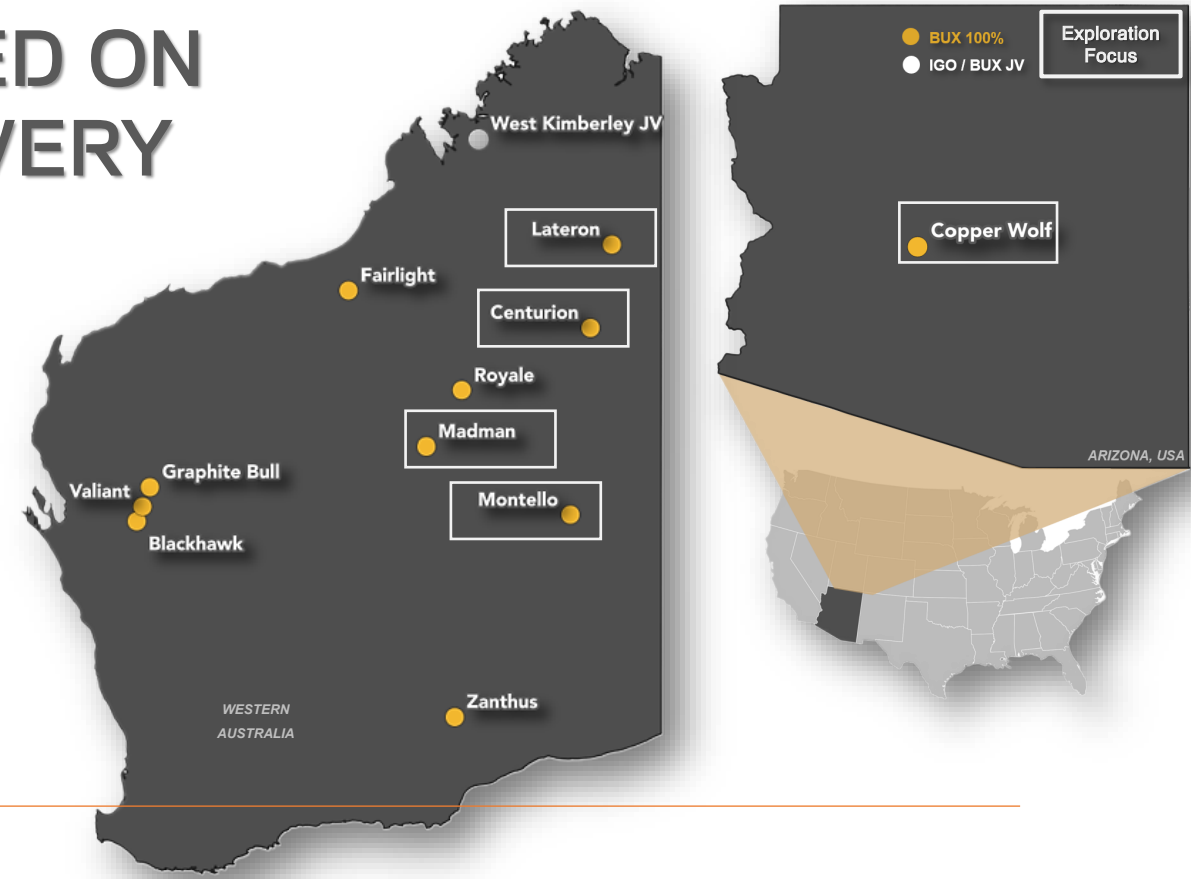 ED ON
VERY
BUX 100%
IGO / BUX JV
Exploration
Focus
West Kimberley JV
Lateron
Fairlight
Centurion
Royale
Madman
Graphite Bull
Valiant
Montello
Blackhawk
Zanthus
WESTERN
AUSTRALIA
Copper Wolf
ARIZONA, USA